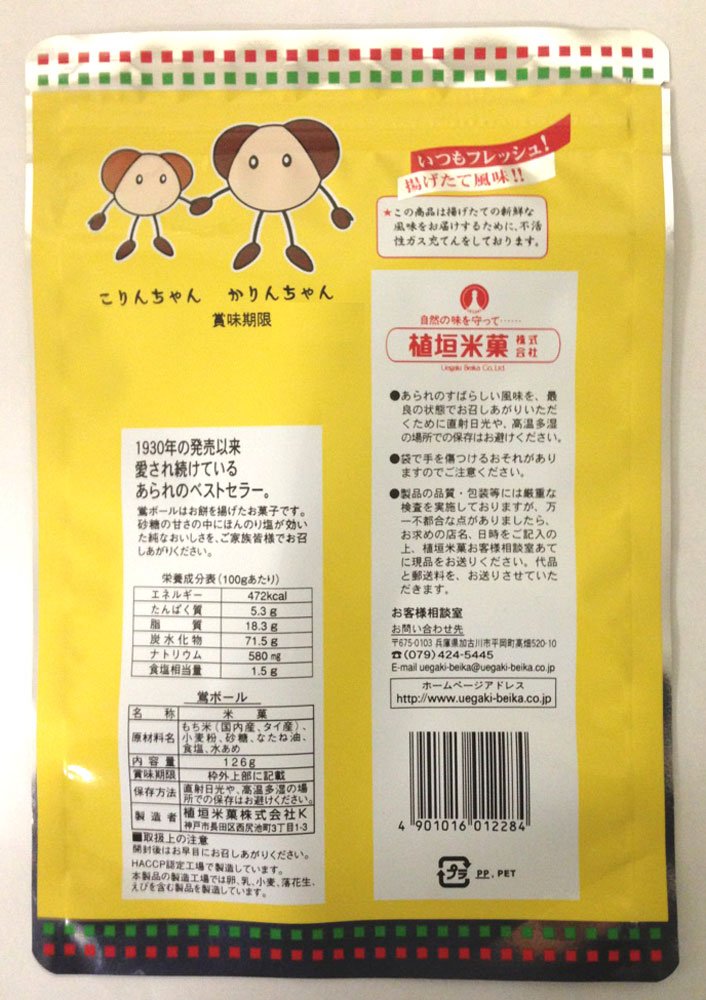 いつもフレッシュ!
揚げたて風味!!
★この商品は揚げたての新鮮な
風味をお届けするために、不活
性ガス充てんをしております。
こりんちゃん かりんちゃん
賞味期限
自然の味を守って……
植垣米菓株式会社
Uegaki Beika Co.,Ltd.
●あられのすばらしい風味を、最
良の状態でお召しあがりいただ
くために直射日光や、高温多湿
の場所での保存はお避けください。
●袋で手を傷つけるおそれがあり
ますのでご注意ください。
●製品の品質・包装等には厳重な
検査を実施しておりますが、万
一不都合な点がありましたら、
お求めの店名、日時をご記入の
上、植垣米菓お客様相談室あて
に現品をお送りください。代品
と郵送料を、お送りさせていた
だきます。
お客様相談室
お問い合わせ先
〒675-0103 兵庫県加古川市平岡町高畑520-10
☎(079)424-5445
E-mail uegaki-beika@uegaki-beika.co.jp
ホームページアドレス
http://www.uegaki-beika.co.jp
4 901016 012284
プラ PP, PET
1930年の発売以来
愛され続けている
あられのベストセラー。
鴬ボールはお餅を揚げたお菓子です。
砂糖の甘さの中にほんのり塩が効い
た純なおいしさを、ご家族皆様でお召
しあがりください。
栄養成分表(100gあたり)
エネルギー 472kcal
たんぱく質 5.3g
脂質 18.3g
炭水化物 71.5g
ナトリウム 580mg
食塩相当量 1.5g
鴬ボール
名称 米菓
原材料名 もち米(国内産、タイ産)、
小麦粉、砂糖、なたね油、
食塩、水あめ
内容量 126g
賞味期限 枠外上部に記載
保存方法 直射日光や、高温多湿の場
所での保存はお避けください。
製造者 植垣米菓株式会社K
神戸市長田区西尻池町3丁目1-3
■取扱上の注意
開封後はお早目にお召しあがりください。
HACCP認定工場で製造しています。
本製品の製造工場では卵、乳、小麦、落花生、
えびを含む製品を製造しています。